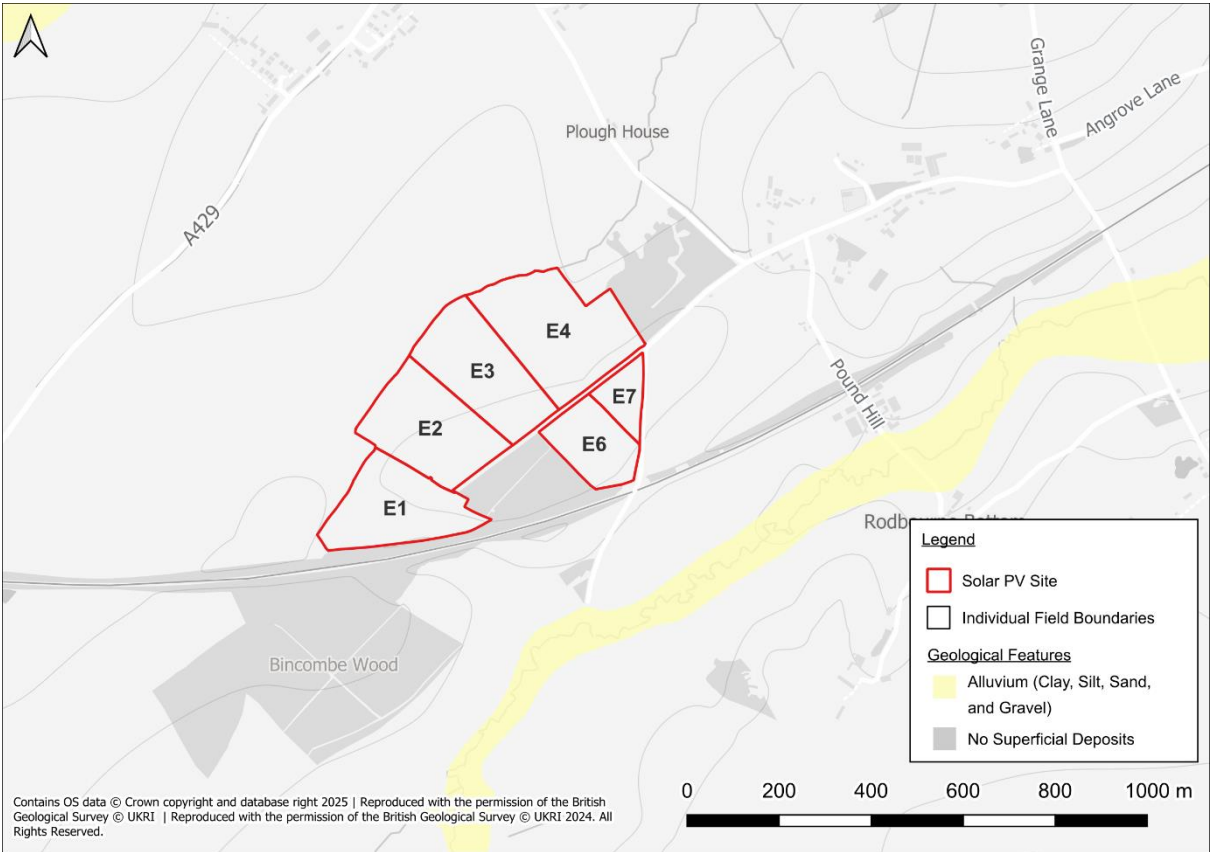 Grange Lane
Angrove Lane
Plough House
A429
E4
E3
E7
E2
E6
E1
Pound Hill
Bincombe Wood
Legend
Solar PV Site
Individual Field Boundaries
Geological Features
Alluvium (Clay, Silt, Sand,
and Gravel)
No Superficial Deposits
0 200 400 600 800 1000 m
Contains OS data © Crown copyright and database right 2025 | Reproduced with the permission of the British
Geological Survey © UKRI | Reproduced with the permission of the British Geological Survey © UKRI 2024. All
Rights Reserved.